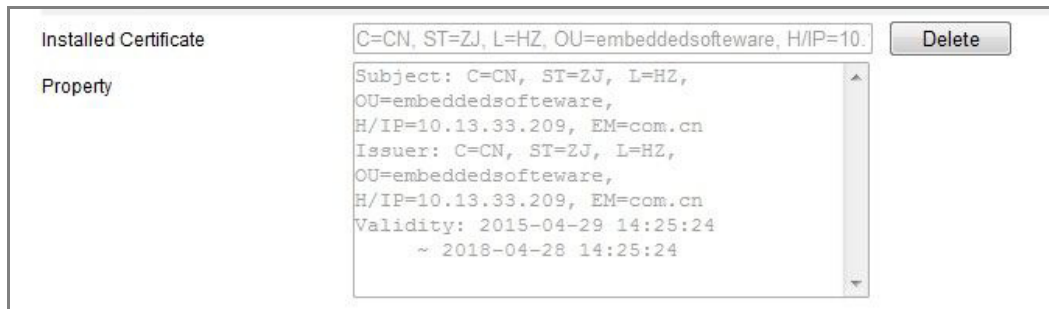 Installed Certificate C=CN, ST=ZJ, L=HZ, OU=embeddedsofteware, H/IP=10. Delete
Property
Subject: C=CN, ST=ZJ, L=HZ,
OU=embeddedsofteware,
H/IP=10.13.33.209, EM=com.cn
Issuer: C=CN, ST=ZJ, L=HZ,
OU=embeddedsofteware,
H/IP=10.13.33.209, EM=com.cn
Validity: 2015-04-29 14:25:24
~ 2018-04-28 14:25:24